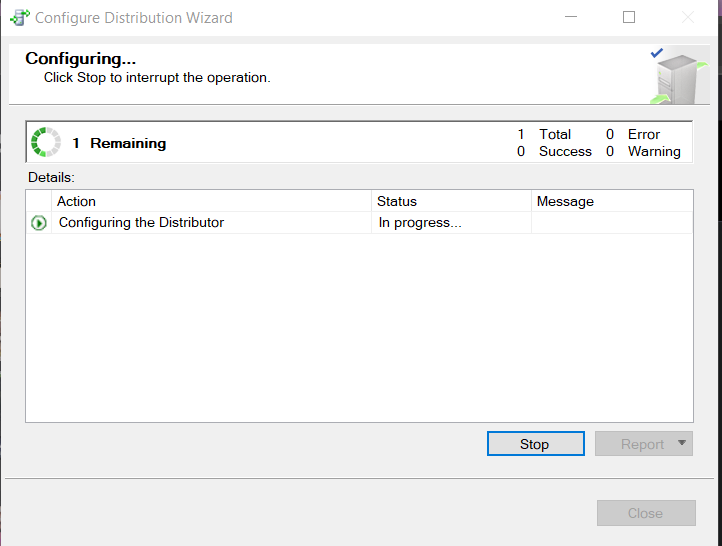 Configure Distribution Wizard
Configuring...
Click Stop to interrupt the operation.
1 Remaining
1 Total 0 Error
0 Success 0 Warning
Details:
Action Status Message
Configuring the Distributor In progress...
Stop Report
Close